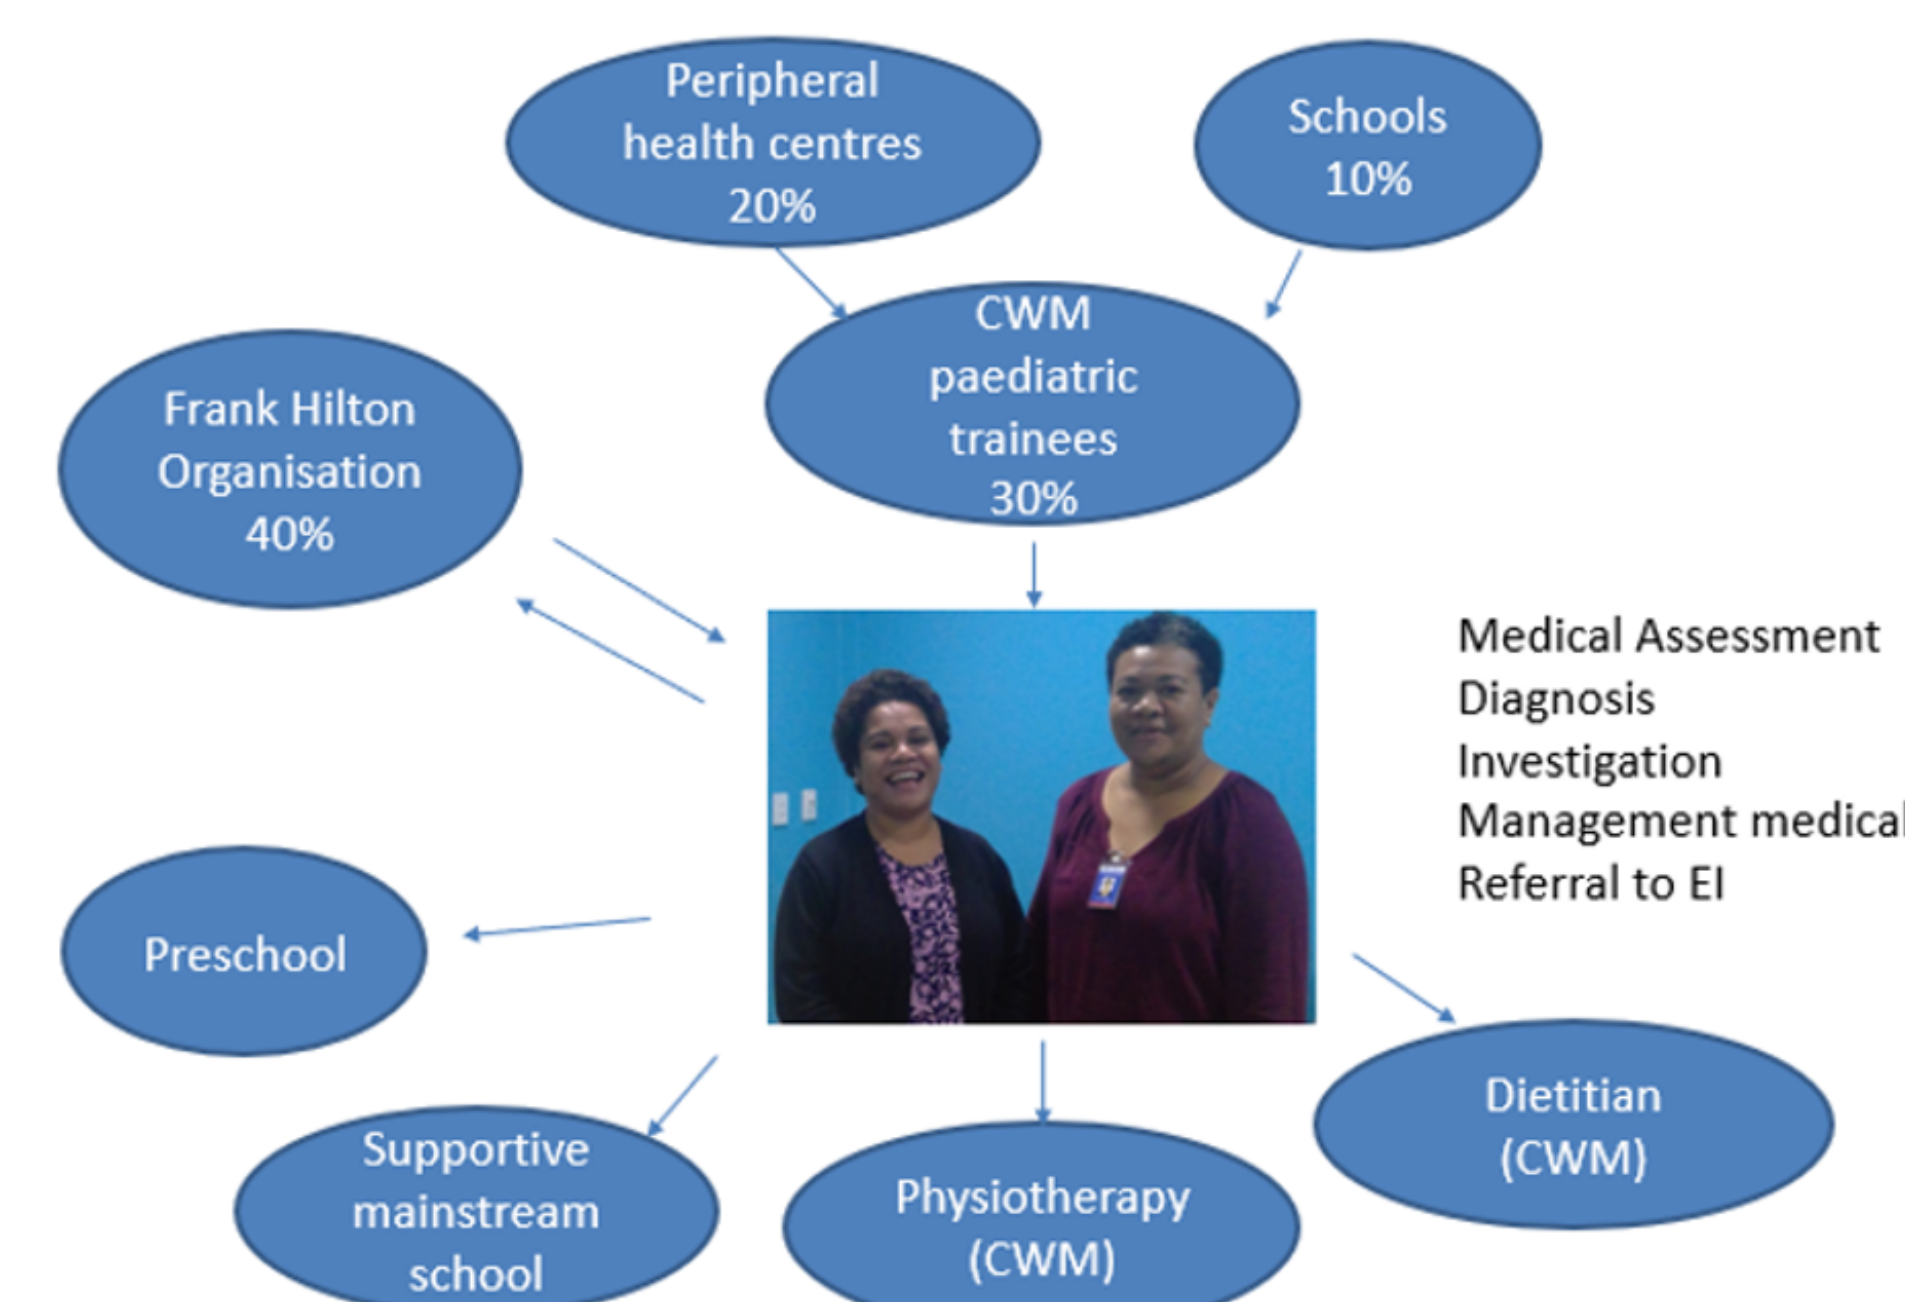 Peripheral
health centres
20%
Schools
10%
CWM
paediatric
trainees
30%
Frank Hilton
Organisation
40%
Medical Assessment
Diagnosis
Investigation
Management medical
Referral to EI
Preschool
Supportive
mainstream
school
Physiotherapy
(CWM)
Dietitian
(CWM)